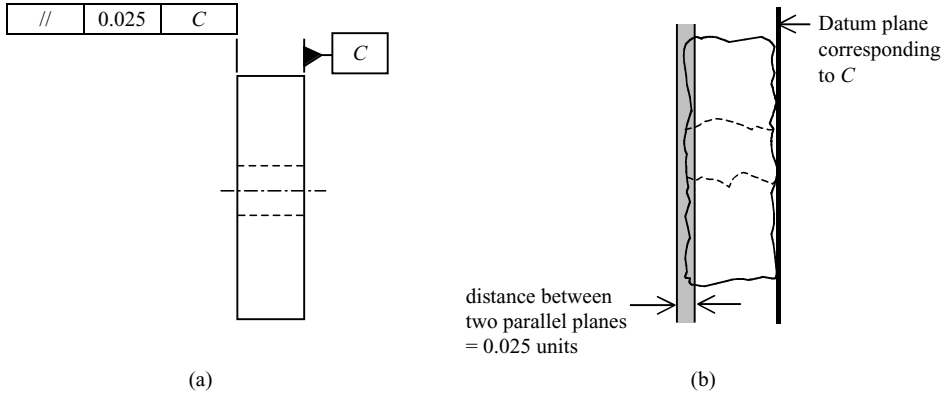 // 0.025 C
C
Datum plane
corresponding
to C
distance between
two parallel planes
= 0.025 units
(a)
(b)